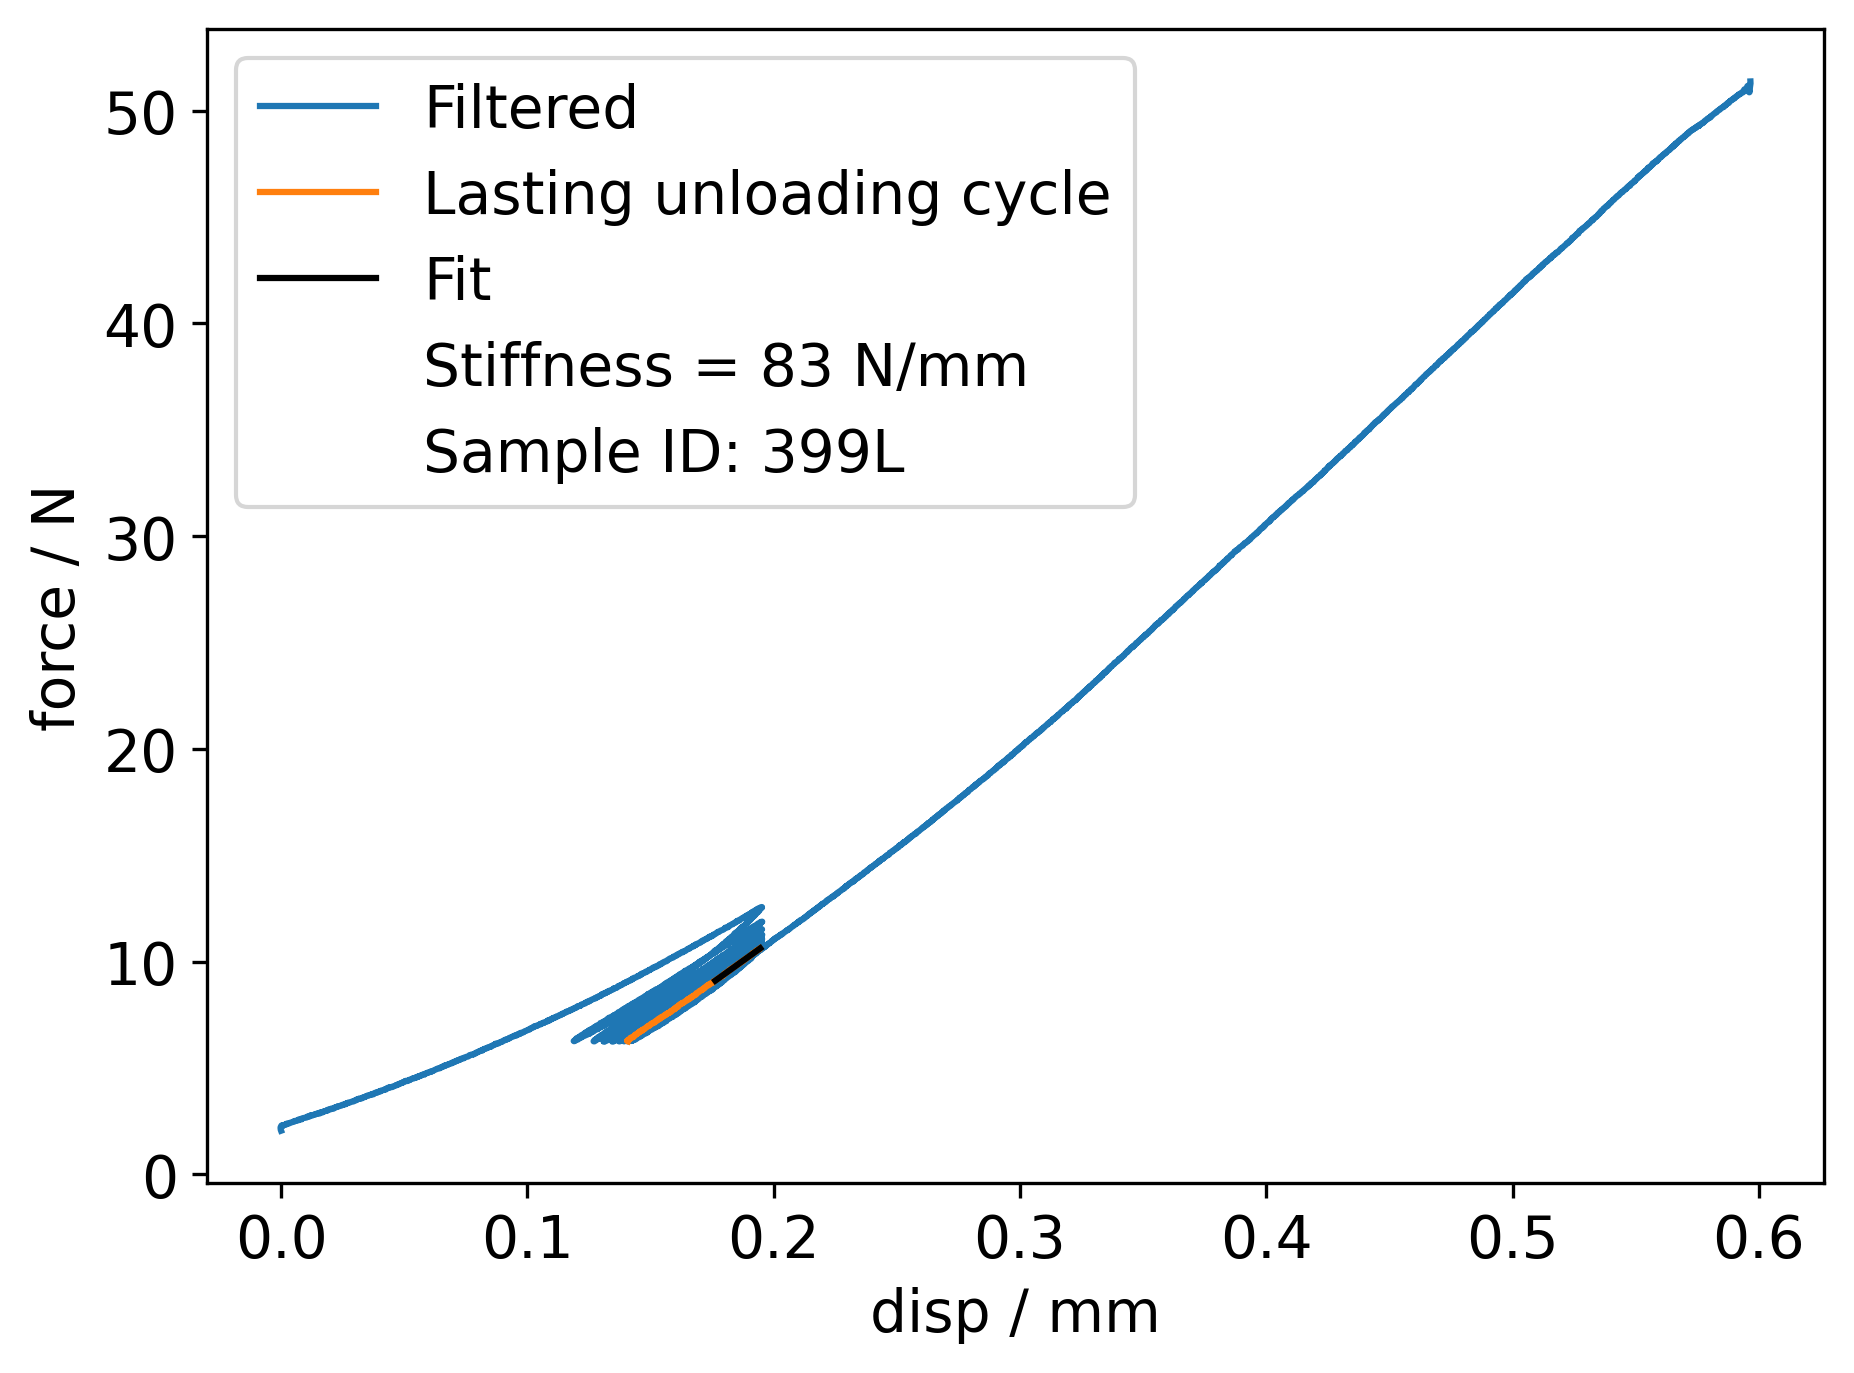 Filtered
Lasting unloading cycle
Fit
Stiffness = 83 N/mm
Sample ID: 399L
force / N
50
40
30
20
10
0
0.0 0.1 0.2 0.3 0.4 0.5 0.6
disp / mm